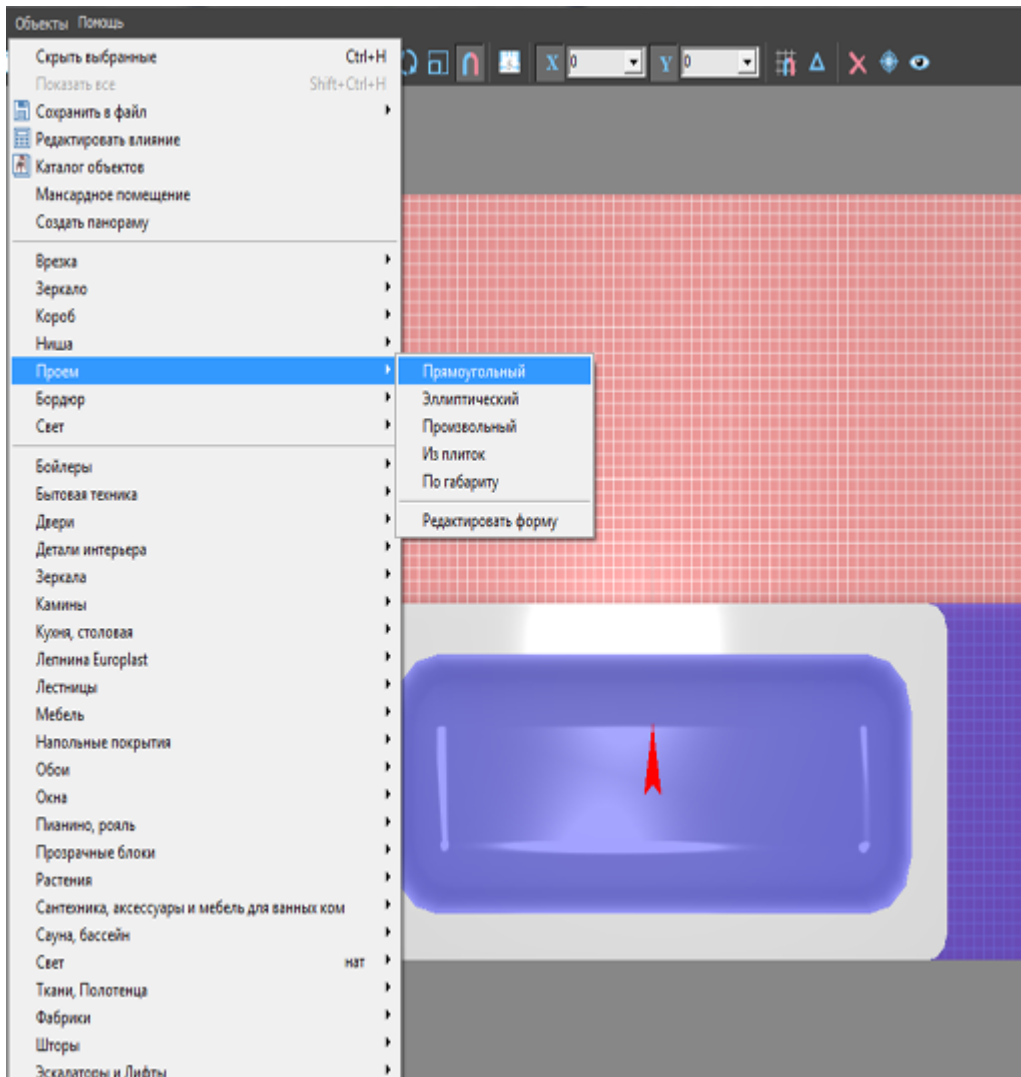 Объекты Помощь
Скрыть выбранные Ctrl+H
Показать все Shift+Ctrl+H
X 0 Y 0
Сохранить в файл
Редактировать влияние
Каталог объектов
Мансардное помещение
Создать панораму
Врезка
Зеркало
Короб
Ниша
Проем
Бордюр
Свет
Прямоугольный
Эллиптический
Произвольный
Из плиток
По габариту
Редактировать форму
Бойлеры
Бытовая техника
Двери
Детали интерьера
Зеркала
Камины
Кухня, столовая
Лепнина Europlast
Лестницы
Мебель
Напольные покрытия
Обои
Окна
Пианино, рояль
Прозрачные блоки
Растения
Сантехника, аксессуары и мебель для ванных ком
Сауна, бассейн
Свет нат
Ткани, Полотенца
Фабрики
Шторы
Эскалаторы и Лифты